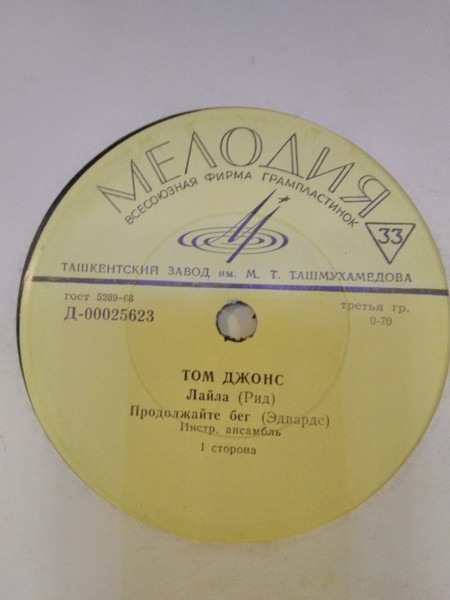 МЕЛОДИЯ
ВСЕСОЮЗНАЯ ФИРМА ГРАМПЛАСТИНОК
33
ТАШКЕНТСКИЙ ЗАВОД им. М. Т. ТАШМУХАМЕДОВА
гост 5289-68
третья гр.
Д-00025623
0-70
ТОМ ДЖОНС
Лайла (Рид)
Продолжайте бег (Эдвардс)
Инстр. ансамбль
1 сторона